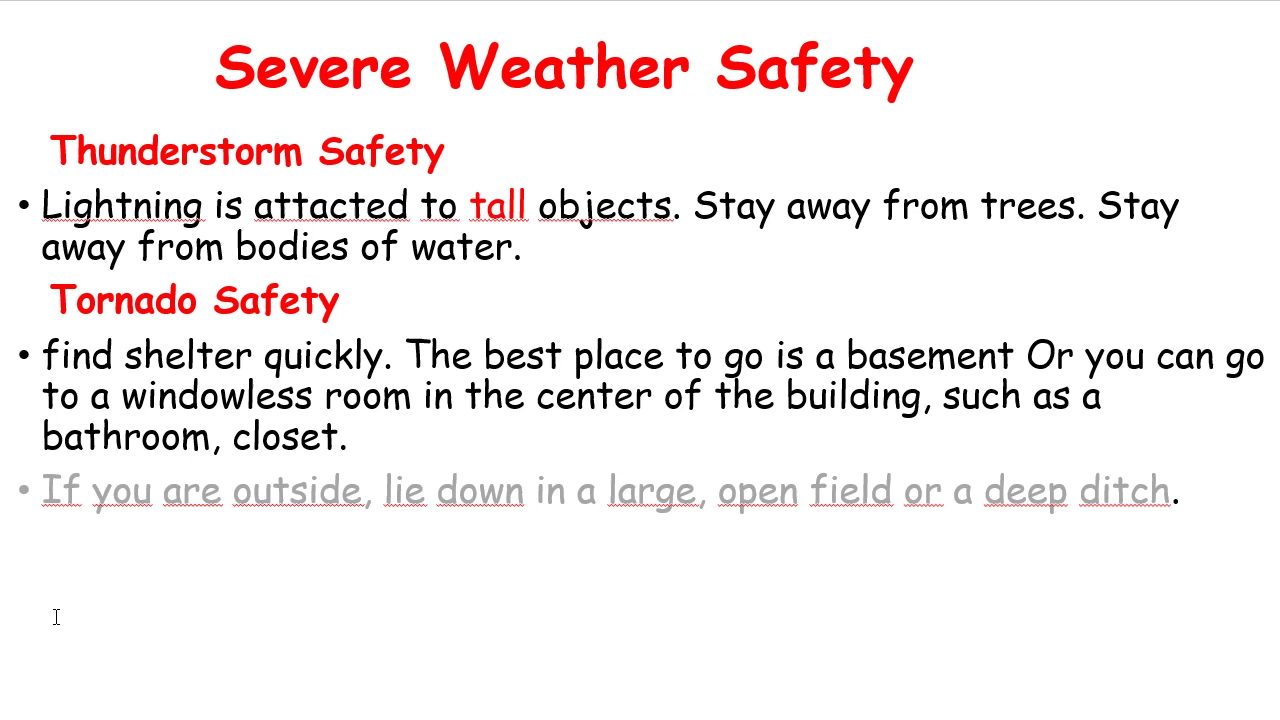 Severe Weather Safety
Thunderstorm Safety
• Lightning is attacted to tall objects. Stay away from trees. Stay
away from bodies of water.
Tornado Safety
• find shelter quickly. The best place to go is a basement Or you can go
to a windowless room in the center of the building, such as a
bathroom, closet.
• If you are outside, lie down in a large, open field or a deep ditch.